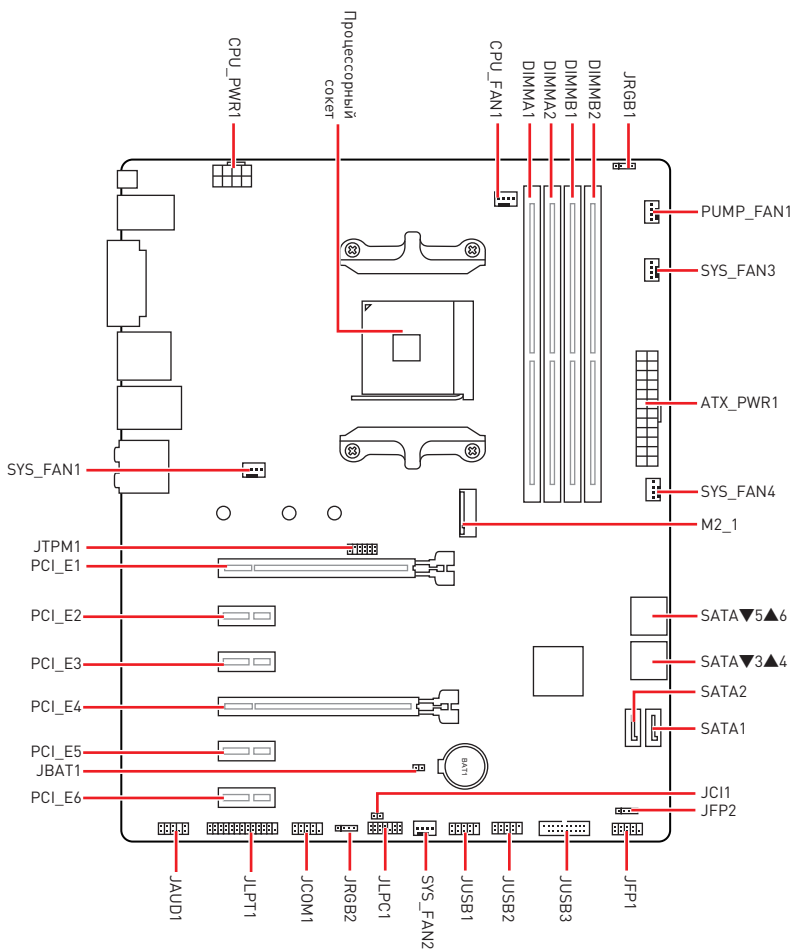 CPU_PWR1
Процессорный
сокет
CPU_FAN1
DIMMA1
DIMMA2
DIMMB1
DIMMB2
JRGB1
PUMP_FAN1
SYS_FAN3
ATX_PWR1
SYS_FAN1
SYS_FAN4
M2_1
JTPM1
PCI_E1
PCI_E2
SATA▼5▲6
PCI_E3
SATA▼3▲4
SATA2
PCI_E4
SATA1
PCI_E5
JBAT1
BAT1
PCI_E6
JCI1
JFP2
JAUD1
JLPT1
JCOM1
JRGB2
JLPC1
SYS_FAN2
JUSB1
JUSB2
JUSB3
JFP1